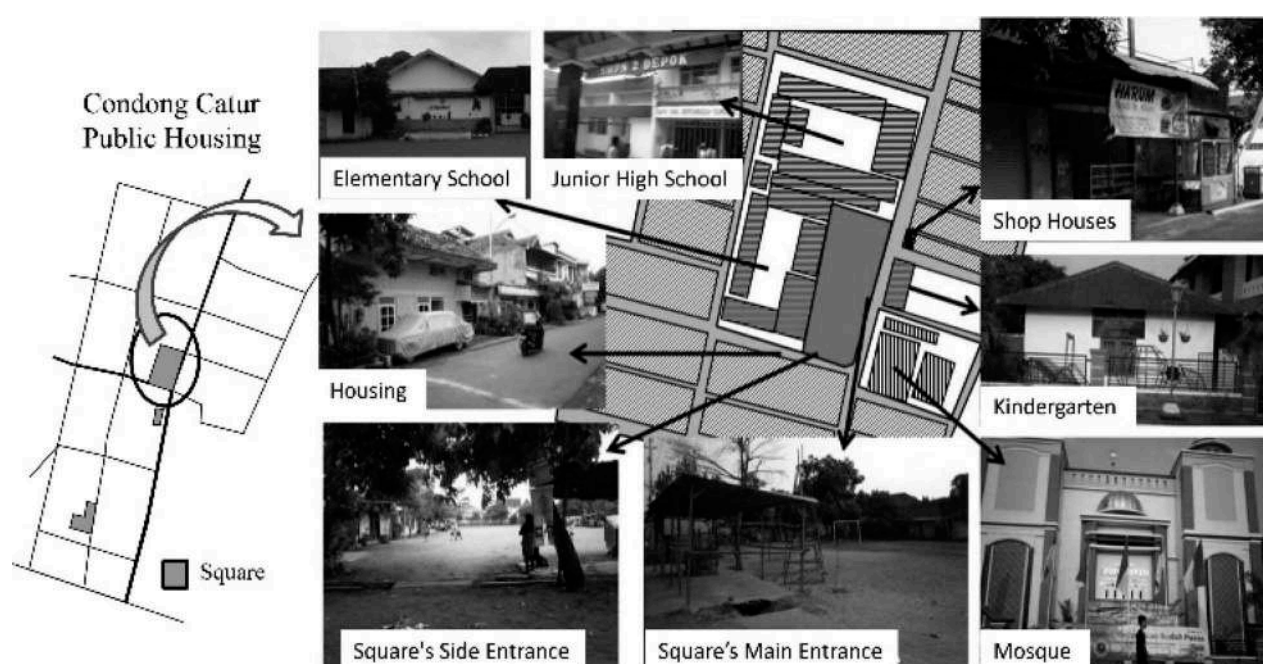 Condong Catur
Public Housing
Square
SMPN 2 DEPOK
Elementary School
Junior High School
HARUM
Shop Houses
Housing
Kindergarten
Square's Side Entrance
Square's Main Entrance
Mosque